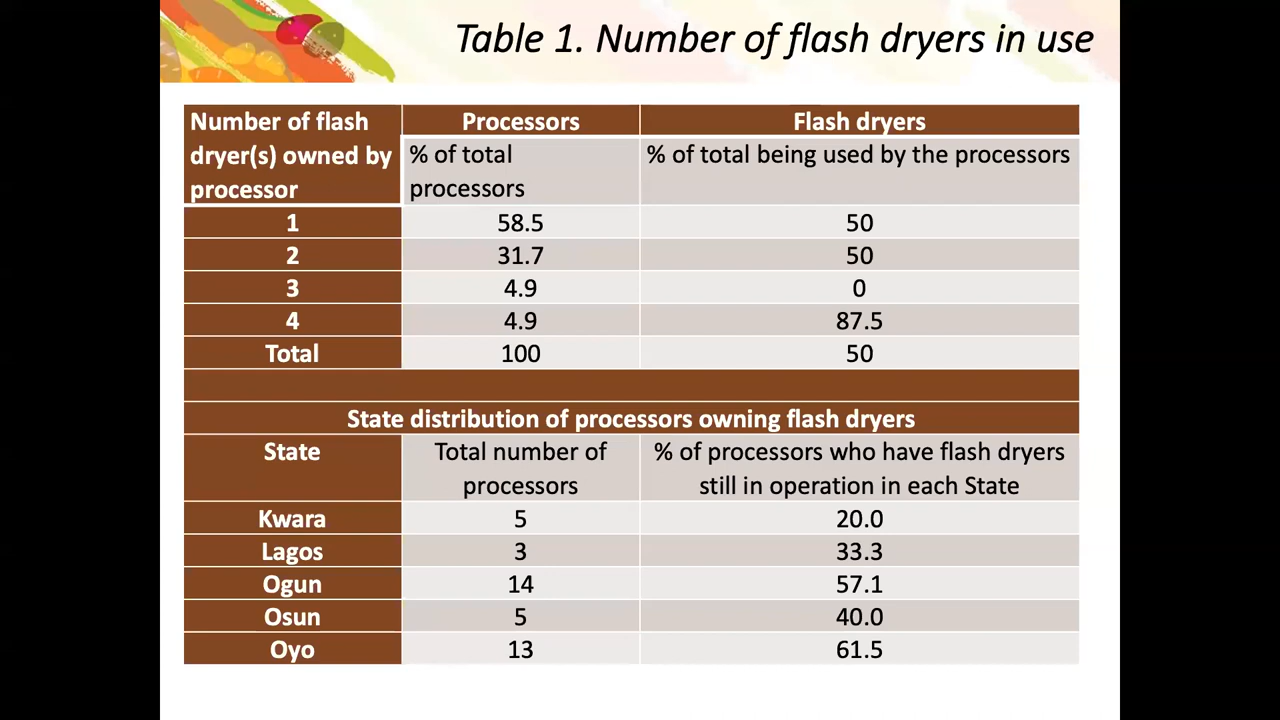 Table 1. Number of flash dryers in use
Number of flash dryer(s) owned by processor
Processors
Flash dryers
% of total processors
% of total being used by the processors
1 58.5 50
2 31.7 50
3 4.9 0
4 4.9 87.5
Total 100 50
State distribution of processors owning flash dryers
State
Total number of processors
% of processors who have flash dryers still in operation in each State
Kwara 5 20.0
Lagos 3 33.3
Ogun 14 57.1
Osun 5 40.0
Oyo 13 61.5